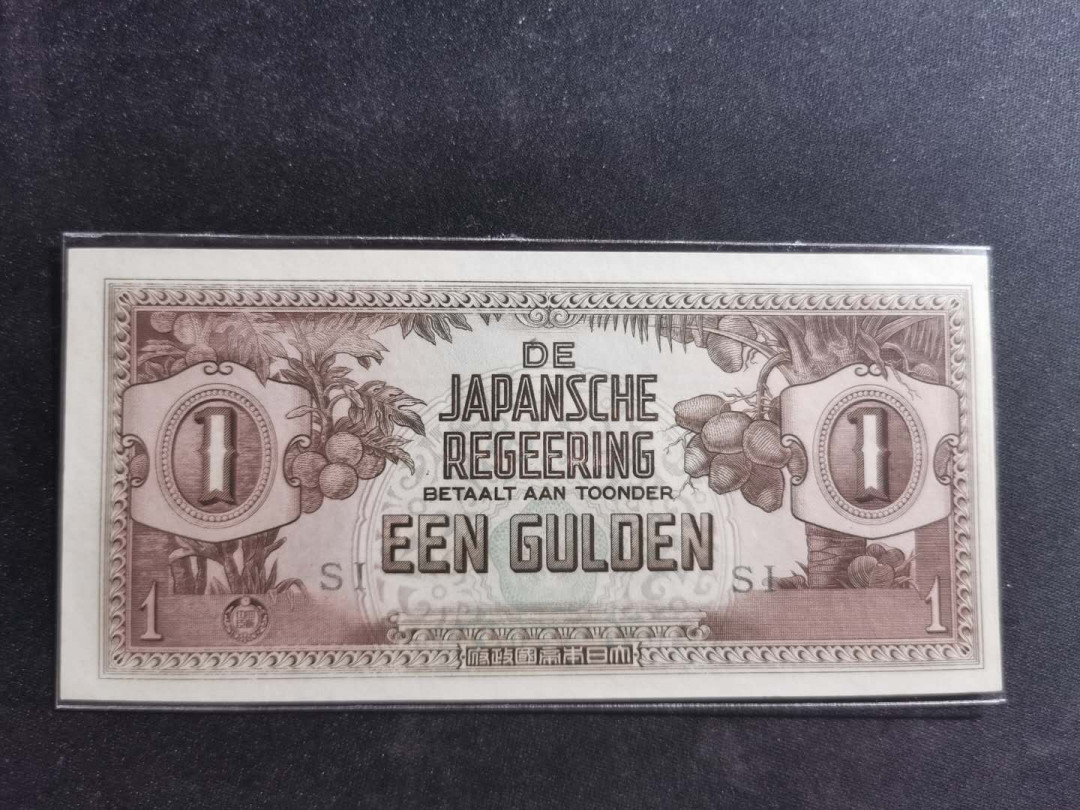 DE
JAPANSCHE
REGEERING
BETAALT AAN TOONDER
EEN GULDEN
1 1
SI SI
1 1
府政國帝本日大